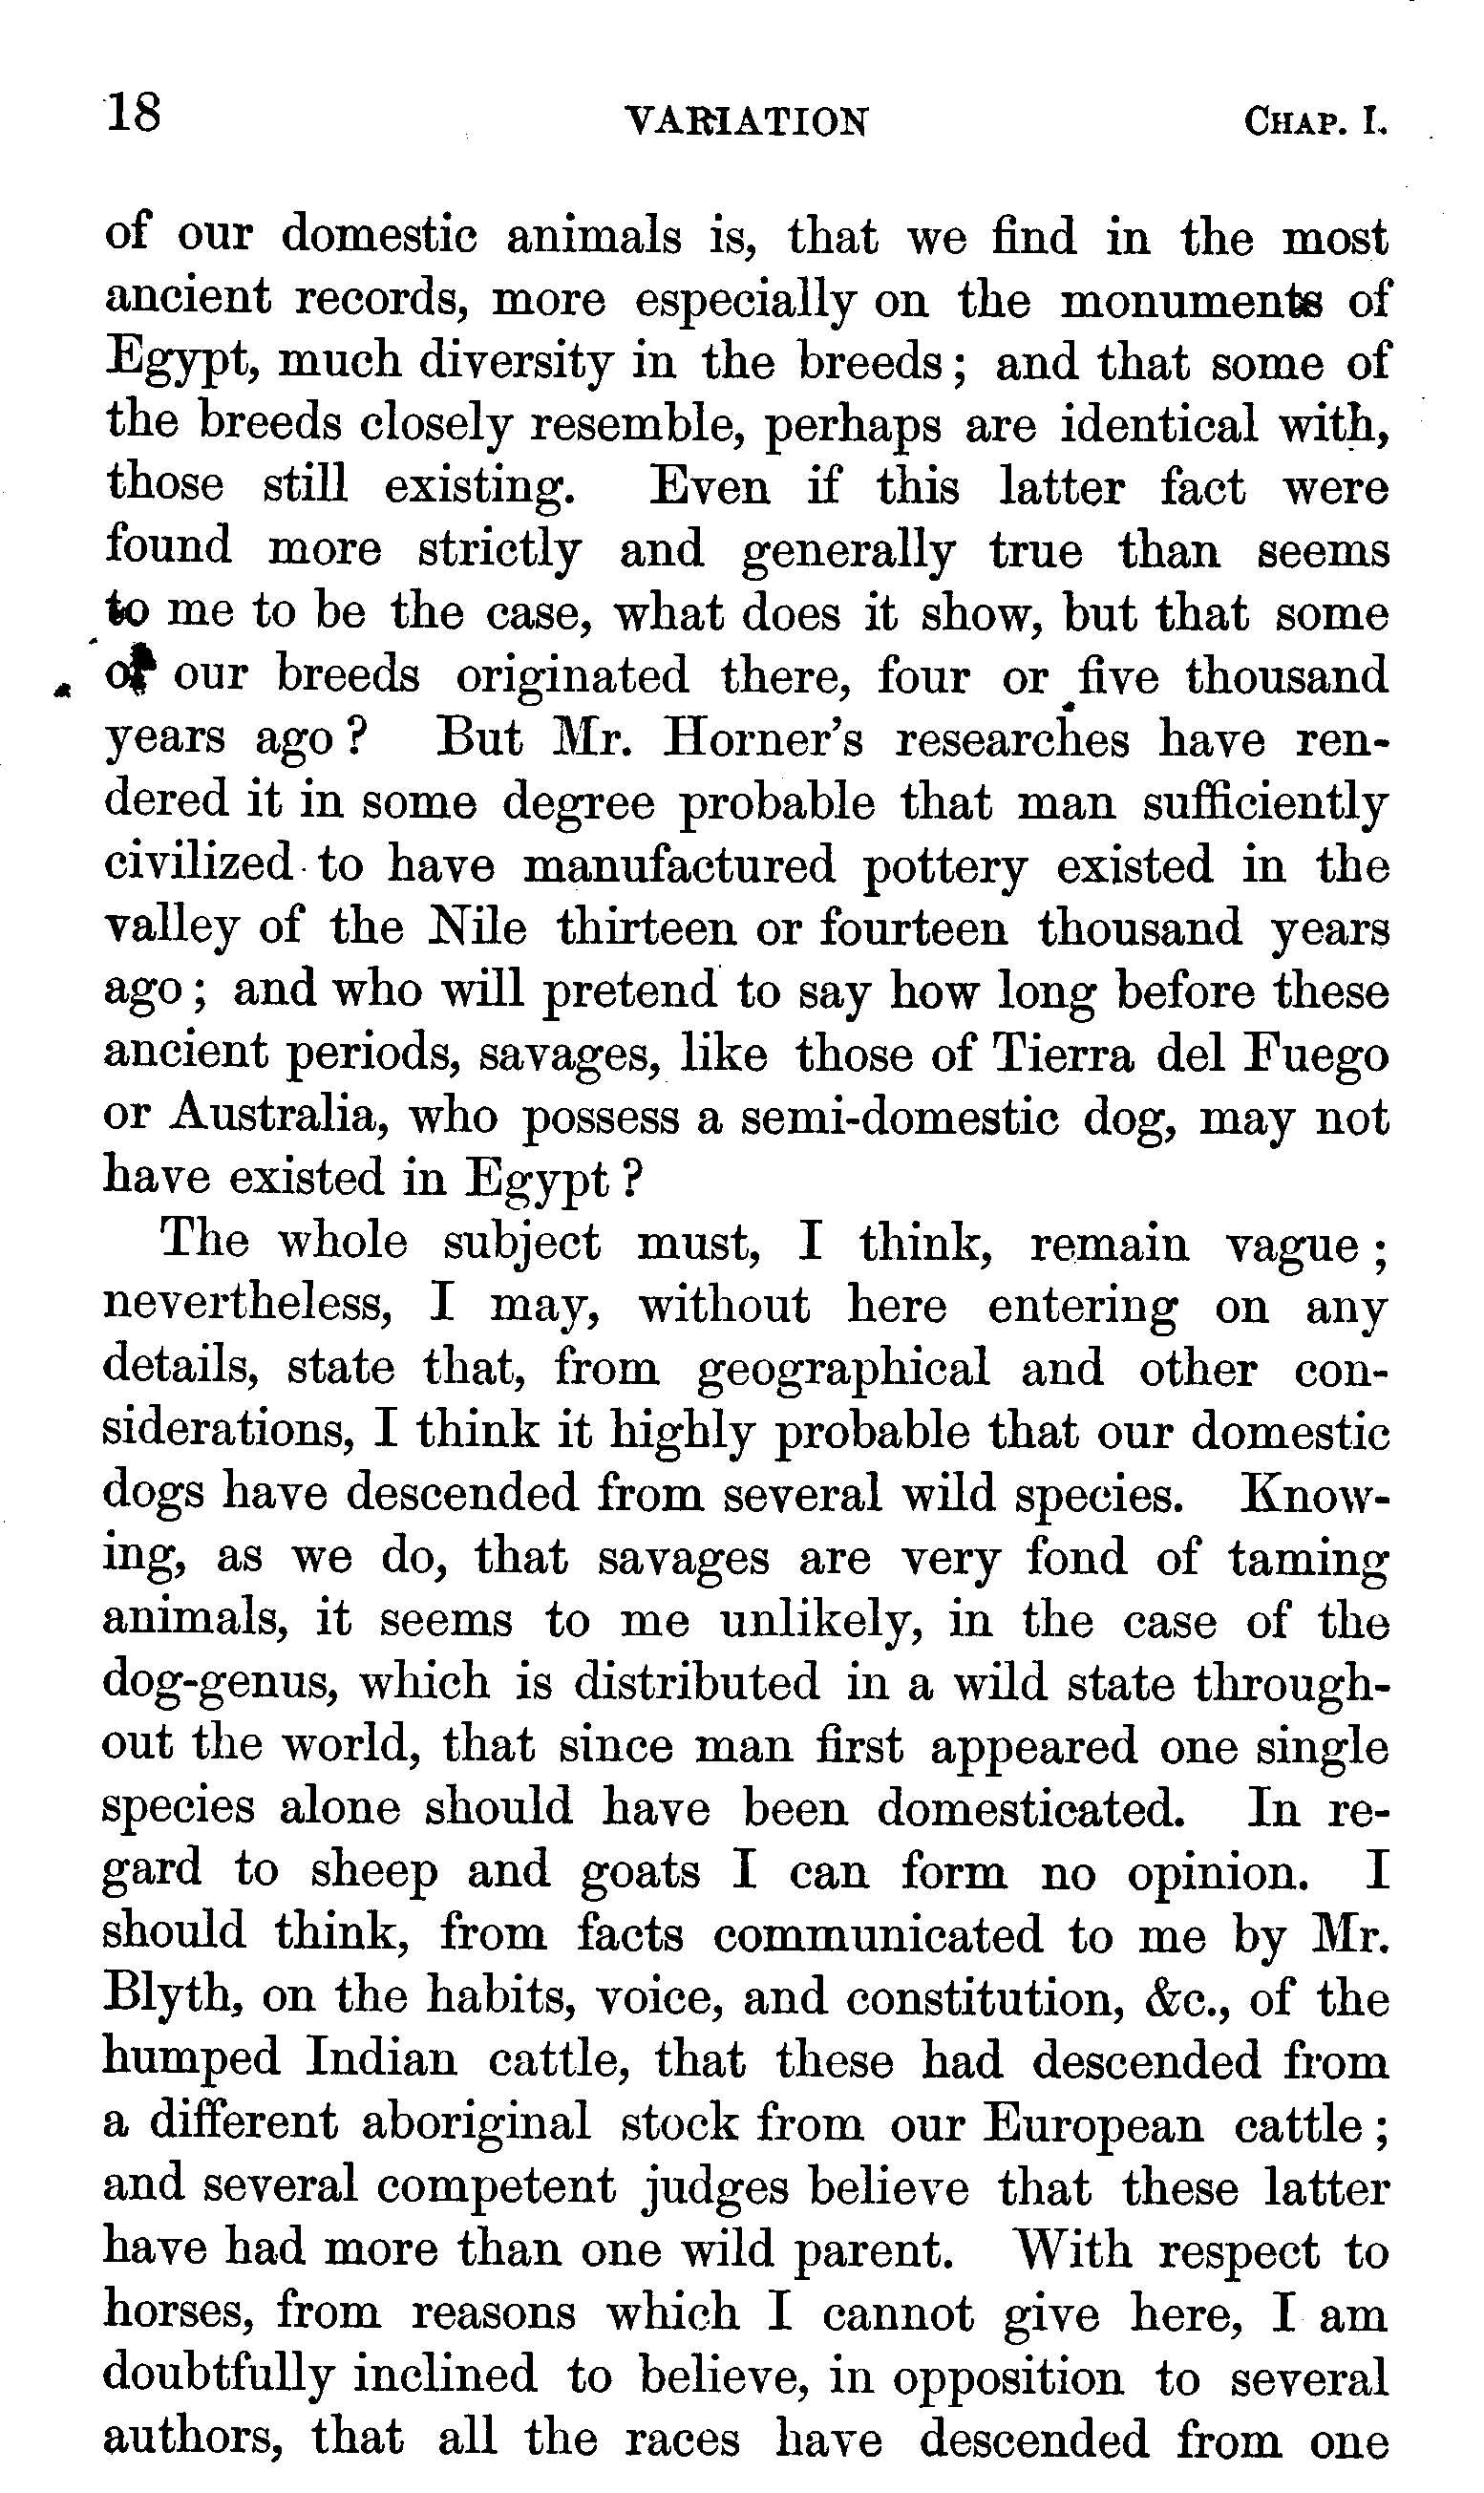 18 VARIATION CHAP. I.
of our domestic animals is, that we find in the most
ancient records, more especially on the monuments of
Egypt, much diversity in the breeds; and that some of
the breeds closely resemble, perhaps are identical with,
those still existing. Even if this latter fact were
found more strictly and generally true than seems
to me to be the case, what does it show, but that some
of our breeds originated there, four or five thousand
years ago? But Mr. Horner's researches have ren-
dered it in some degree probable that man sufficiently
civilized to have manufactured pottery existed in the
valley of the Nile thirteen or fourteen thousand years
ago; and who will pretend to say how long before these
ancient periods, savages, like those of Tierra del Fuego
or Australia, who possess a semi-domestic dog, may not
have existed in Egypt?
The whole subject must, I think, remain vague;
nevertheless, I may, without here entering on any
details, state that, from geographical and other con-
siderations, I think it highly probable that our domestic
dogs have descended from several wild species. Know-
ing, as we do, that savages are very fond of taming
animals, it seems to me unlikely, in the case of the
dog-genus, which is distributed in a wild state through-
out the world, that since man first appeared one single
species alone should have been domesticated. In re-
gard to sheep and goats I can form no opinion. I
should think, from facts communicated to me by Mr.
Blyth, on the habits, voice, and constitution, &c., of the
humped Indian cattle, that these had descended from
a different aboriginal stock from our European cattle;
and several competent judges believe that these latter
have had more than one wild parent. With respect to
horses, from reasons which I cannot give here, I am
doubtfully inclined to believe, in opposition to several
authors, that all the races have descended from one